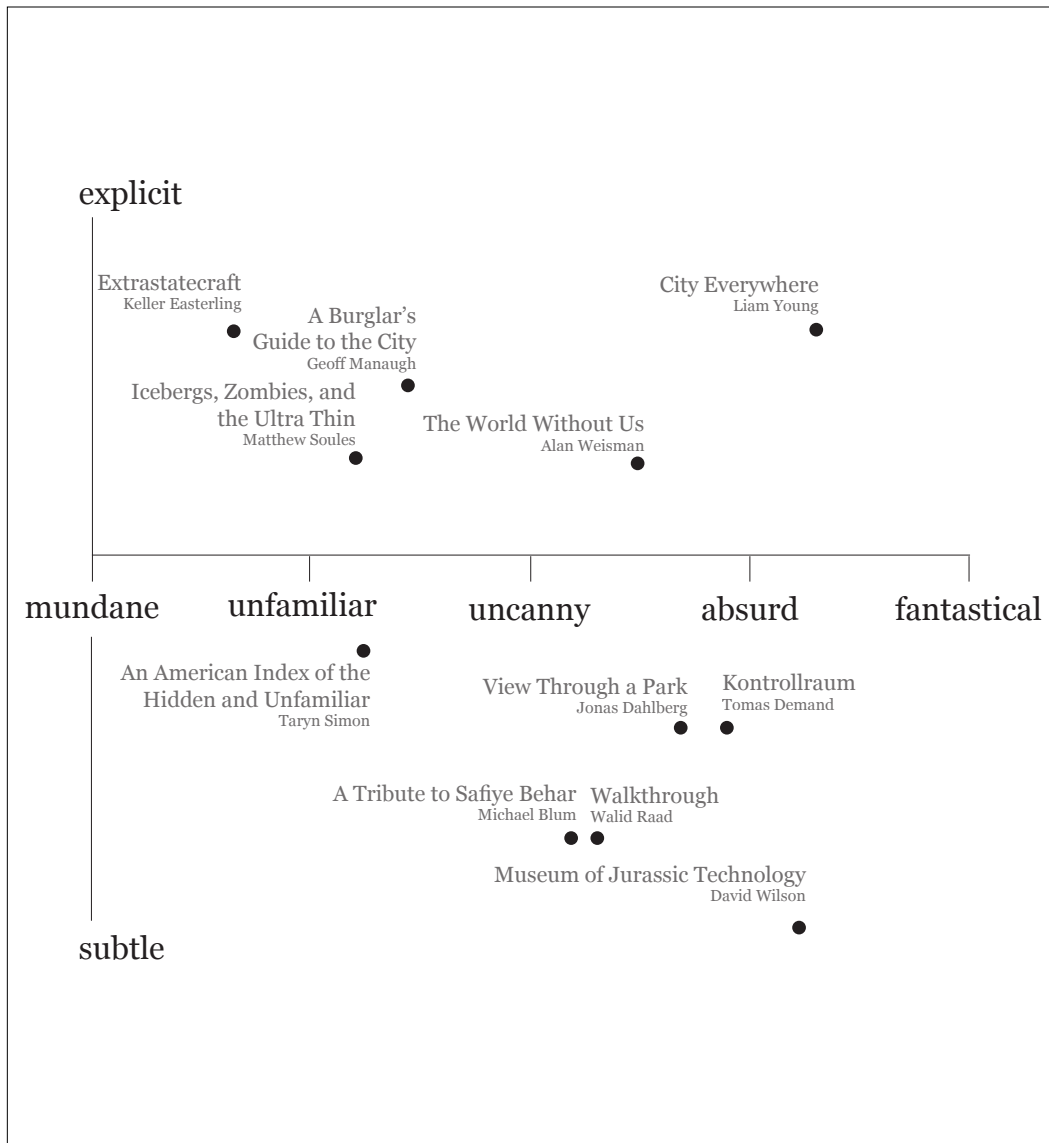 explicit
Extrastatecraft
Keller Easterling
City Everywhere
Liam Young
A Burglar’s
Guide to the City
Geoff Manaugh
Icebergs, Zombies, and
the Ultra Thin
Matthew Soules
The World Without Us
Alan Weisman
mundane
unfamiliar
uncanny
absurd
fantastical
An American Index of the
Hidden and Unfamiliar
Taryn Simon
View Through a Park
Jonas Dahlberg
Kontrollraum
Tomas Demand
A Tribute to Safiye Behar
Michael Blum
Walkthrough
Walid Raad
Museum of Jurassic Technology
David Wilson
subtle